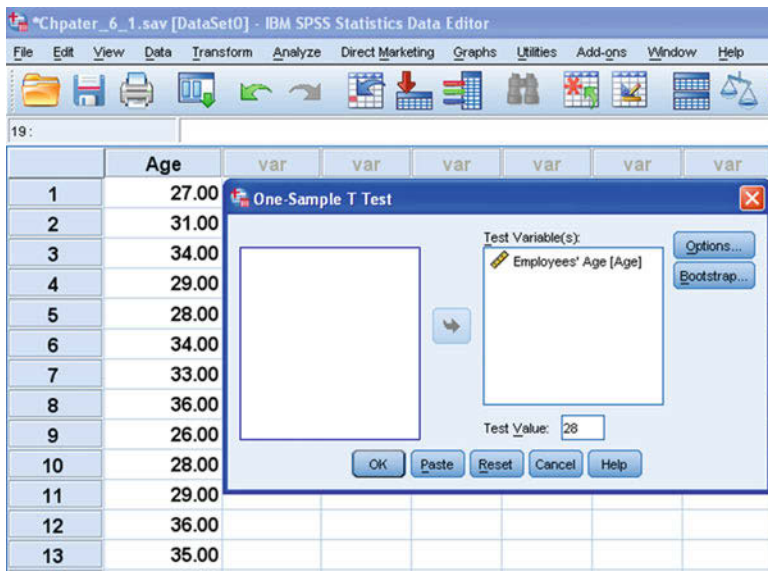 *Chpater_6_1.sav [DataSet0] - IBM SPSS Statistics Data Editor
File Edit View Data Transform Analyze Direct Marketing Graphs Utilities Add-ons Window Help
19 :
Age var var var var var var
1 27.00
2 31.00
3 34.00
4 29.00
5 28.00
6 34.00
7 33.00
8 36.00
9 26.00
10 28.00
11 29.00
12 36.00
13 35.00
One-Sample T Test
Test Variable(s):
Employees' Age [Age]
Options...
Bootstrap...
Test Value: 28
OK Paste Reset Cancel Help